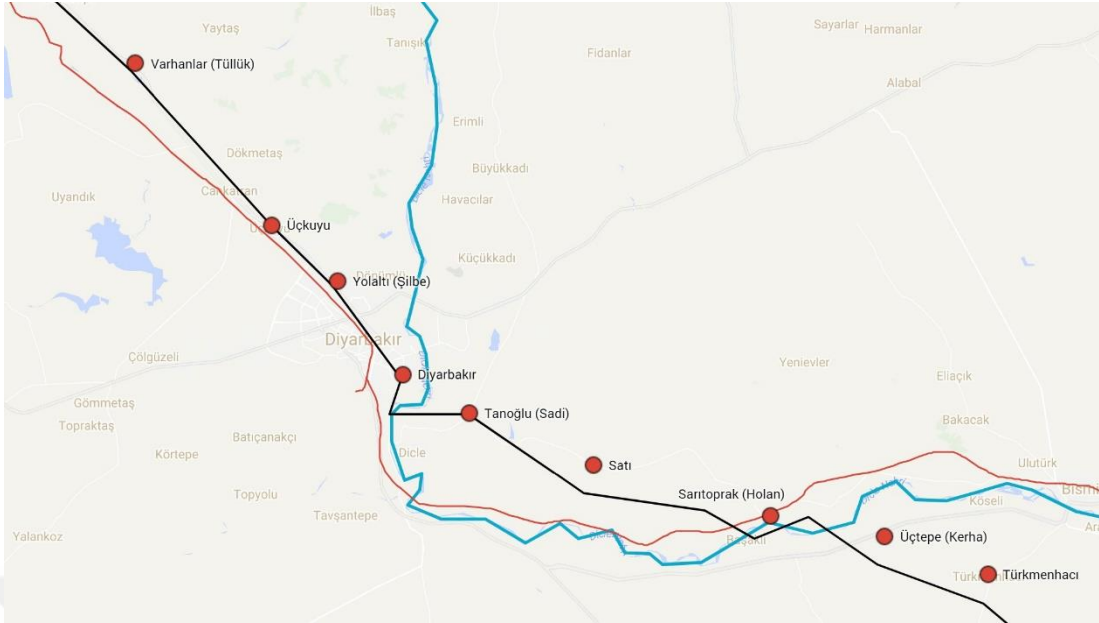 İlbaş
Yaytaş
Sayarlar
Harmanlar
Tanışık
Fidanlar
Varhanlar (Tüllük)
Alabal
Erimli
Dökmetaş
Büyükkadı
Uyandık
Havacılar
Üçkuyu
Küçükkadı
Yolaltı (Şilbe)
Diyarbakır
Çölgüzeli
Yenievler
Diyarbakır
Eliaçık
Gömmetaş
Tanoğlu (Sadi)
Bakacak
Topraktaş
Batıçanakçı
Körtepe
Dicle
Satı
Ulutürk
Topyolu
Sarıtoprak (Holan)
Köseli
Tavşantepe
Yalankoz
Başaklı
Üçtepe (Kerha)
Türkmenhacı